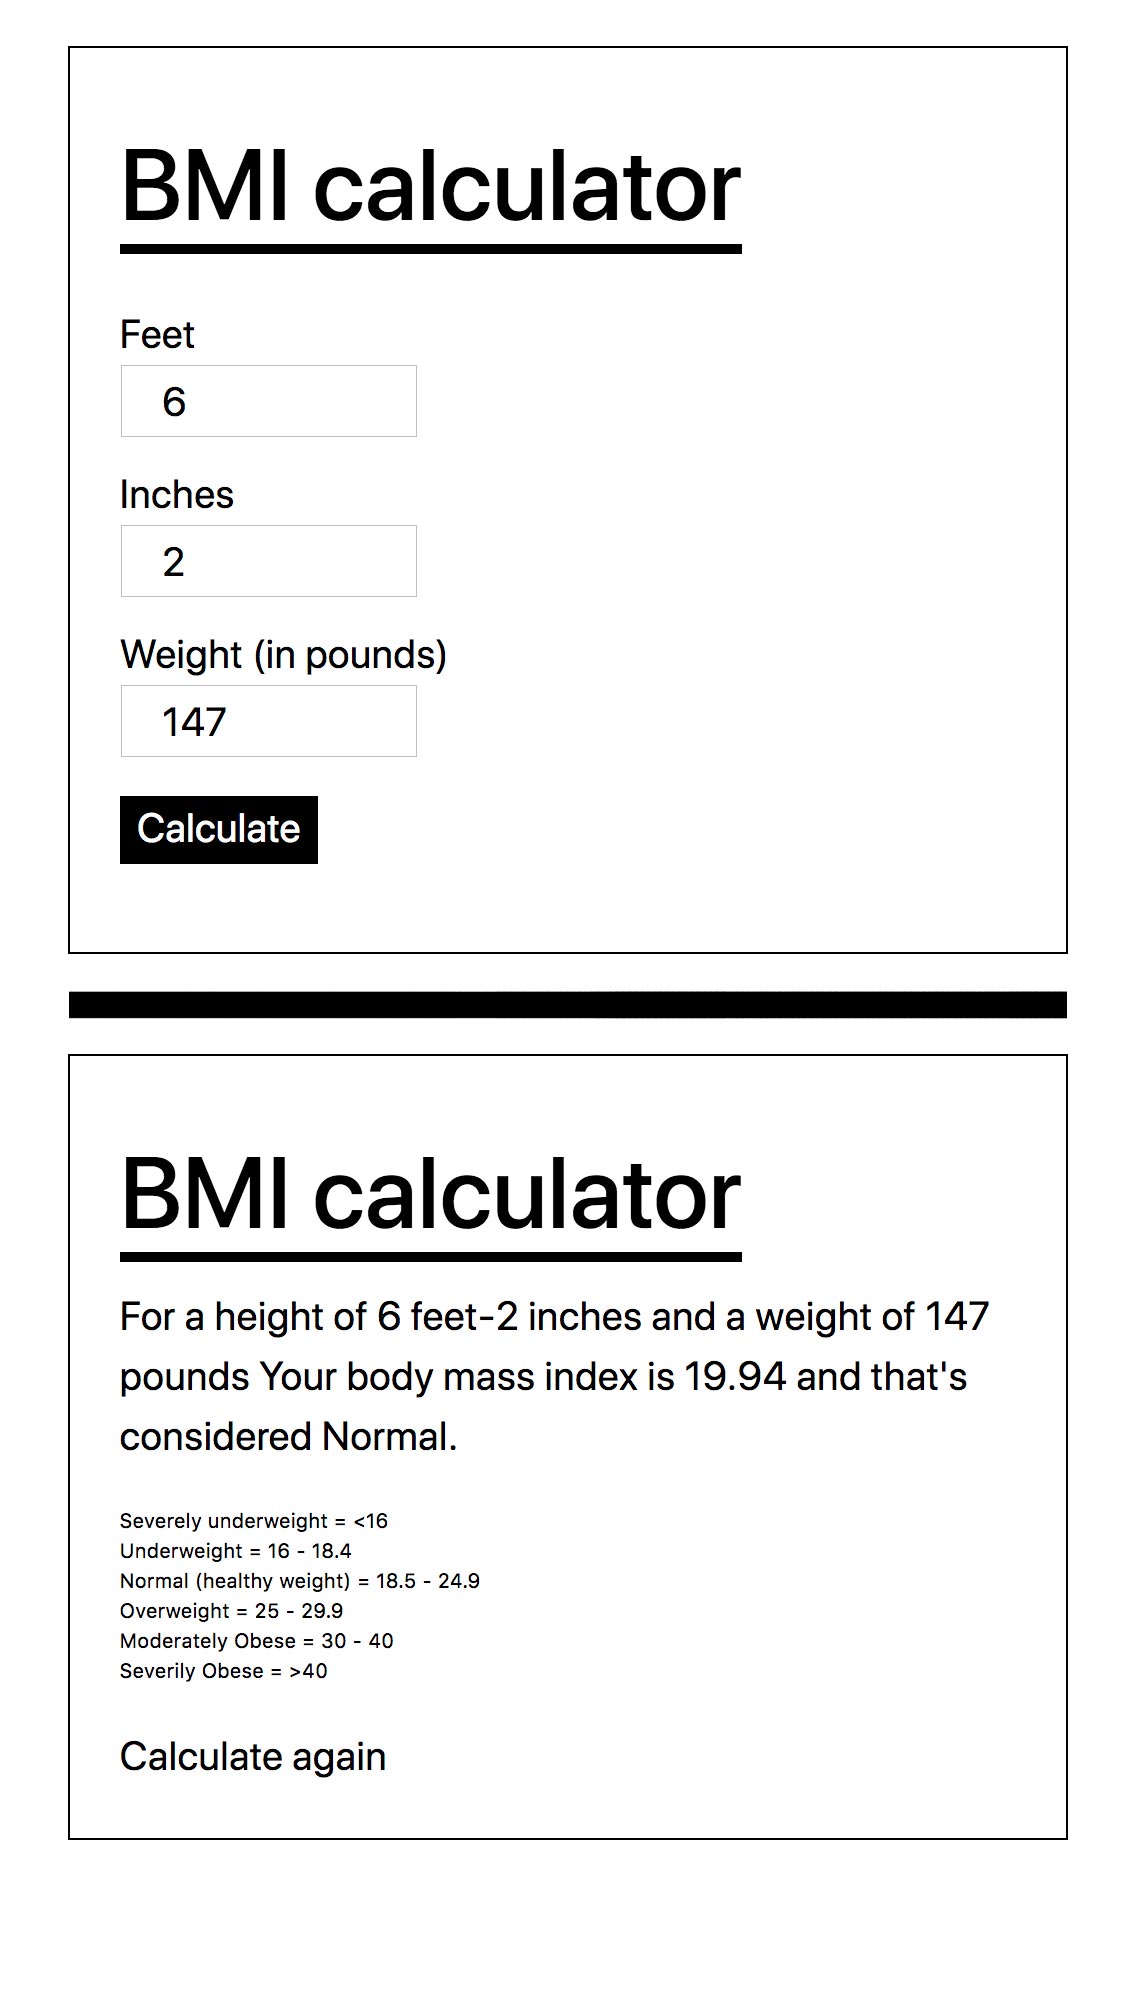 BMI calculator
Feet
6
Inches
2
Weight (in pounds)
147
Calculate
BMI calculator
For a height of 6 feet-2 inches and a weight of 147
pounds Your body mass index is 19.94 and that's
considered Normal.
Severely underweight = <16
Underweight = 16 - 18.4
Normal (healthy weight) = 18.5 - 24.9
Overweight = 25 - 29.9
Moderately Obese = 30 - 40
Severily Obese = >40
Calculate again